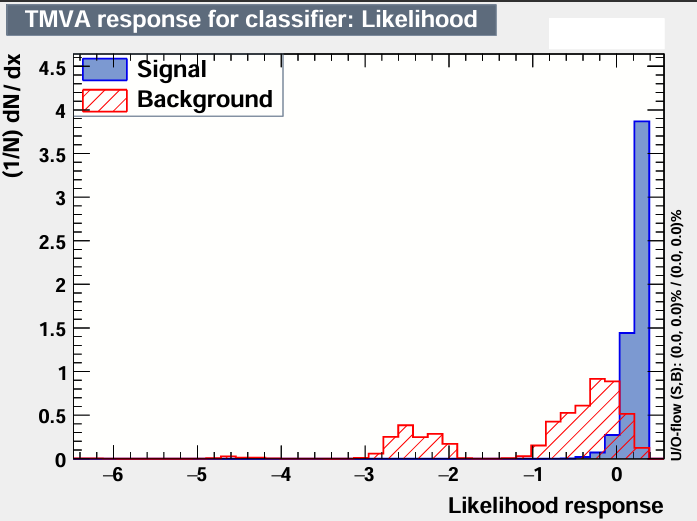 TMVA response for classifier: Likelihood
(1/N) dN / dx
Signal
Background
4.5
4
3.5
3
2.5
2
1.5
1
0.5
0
−6 −5 −4 −3 −2 −1 0
Likelihood response
U/O-flow (S,B): (0.0, 0.0)% / (0.0, 0.0)%